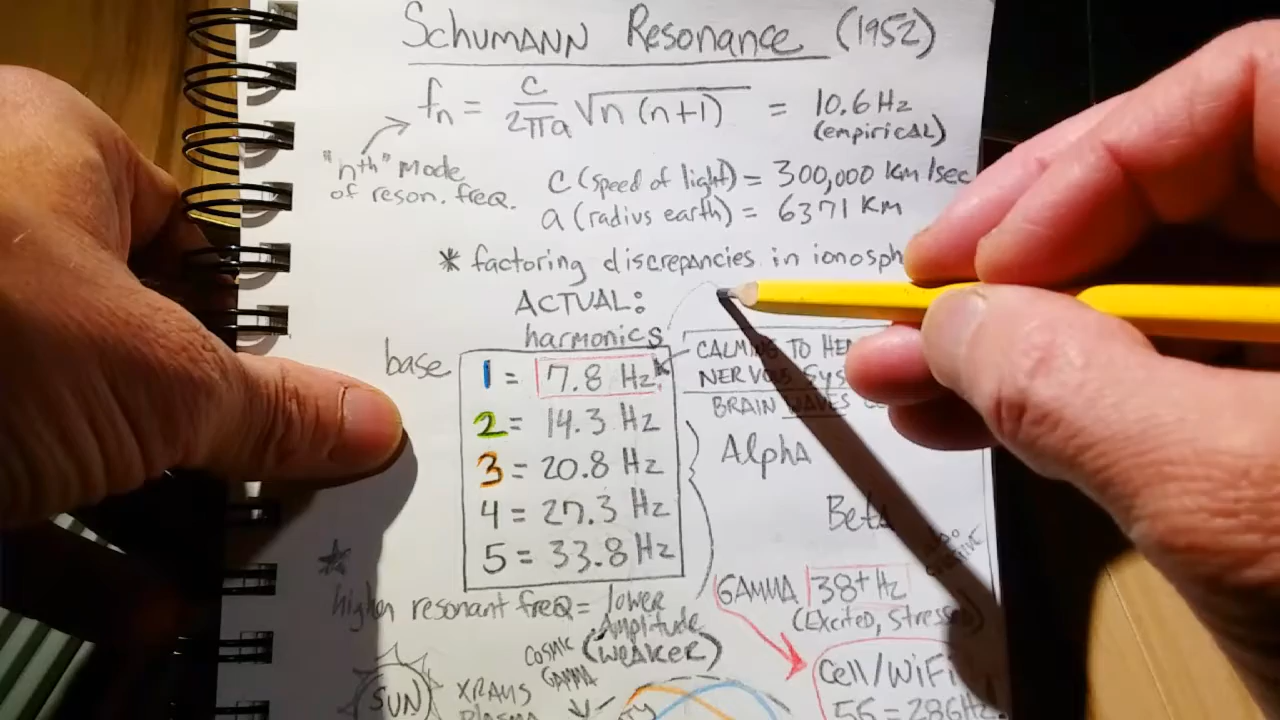 Schumann Resonance (1952)
fn = c/2πa √n(n+1) = 10.6 Hz
(empirical)
"nth" Mode
of reson. freq.
c (speed of light) = 300,000 Km/sec
a (radius earth) = 6371 Km
* factoring discrepancies in ionosph
ACTUAL:
harmonics
base
1 = 7.8 Hz
2 = 14.3 Hz
3 = 20.8 Hz
4 = 27.3 Hz
5 = 33.8 Hz
CALMING TO
NERVOUS
BRAIN WAVES
Alpha
Beta
GAMMA 38+ Hz
(Excited, Stressed)
*
higher resonant freq = lower
Amplitude
(weaker)
Cell/WiFi
COSMIC
GAMMA
XRAYS
PLASMA
SUN